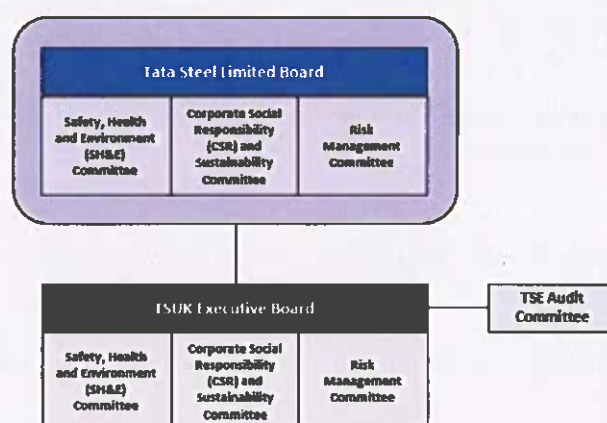 Tata Steel Limited Board
Safety, Health
and Environment
(SH&E)
Committee
Corporate Social
Responsibility
(CSR) and
Sustainability
Committee
Risk
Management
Committee
TSUK Executive Board
TSE Audit
Committee
Safety, Health
and Environment
(SH&E)
Committee
Corporate Social
Responsibility
(CSR) and
Sustainability
Committee
Risk
Management
Committee